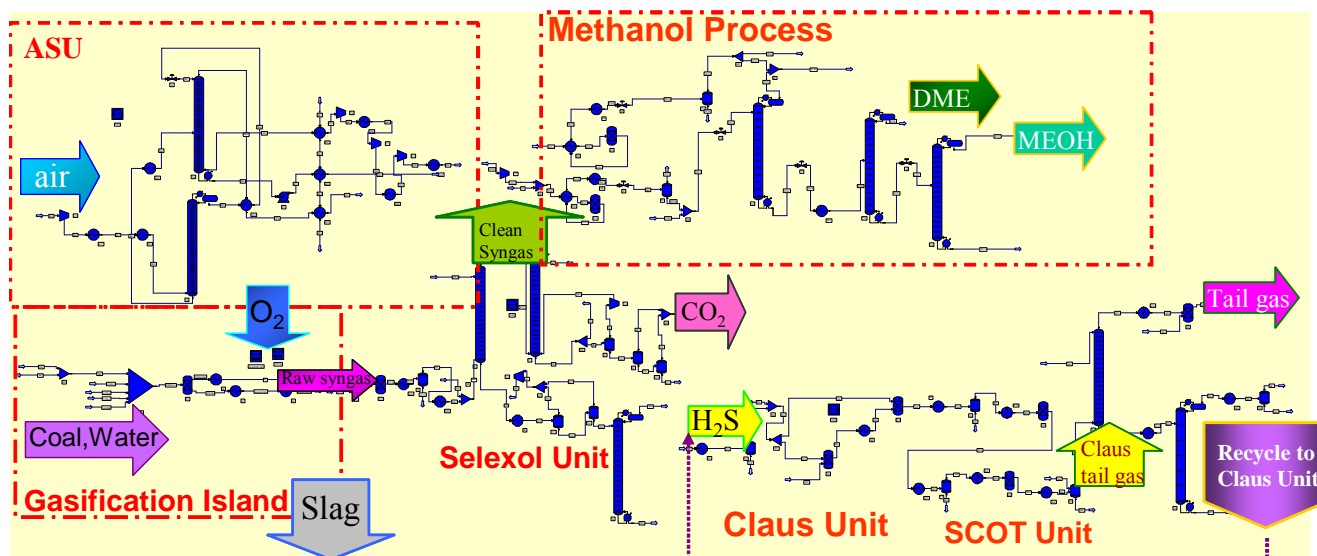 ASU
Methanol Process
DME
MEOH
air
Clean
Syngas
O₂
CO₂
Tail gas
Raw syngas
Coal,Water
H₂S
Selexol Unit
Claus
tail gas
Recycle to
Claus Unit
Gasification Island
Slag
Claus Unit
SCOT Unit